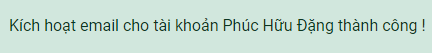 Kích hoạt email cho tài khoản Phúc Hữu Đặng thành công !